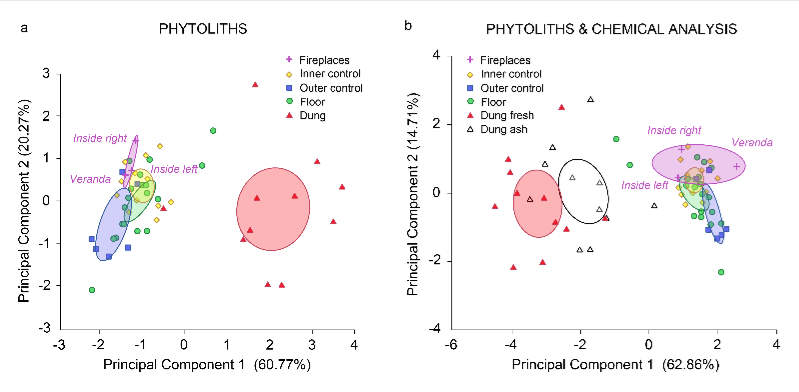 a
PHYTOLITHS
Fireplaces
Inner control
Outer control
Floor
Dung
Inside right
Inside left
Veranda
3
2
1
0
-1
-2
-3
-3
-2
-1
0
1
2
3
4
Principal Component 2 (20.27%)
Principal Component 1 (60.77%)
b
PHYTOLITHS & CHEMICAL ANALYSIS
Fireplaces
Inner control
Outer control
Floor
Dung fresh
Dung ash
Inside right
Veranda
Inside left
4
2
0
-2
-4
-6
-4
-2
0
2
4
Principal Component 2 (14.71%)
Principal Component 1 (62.86%)